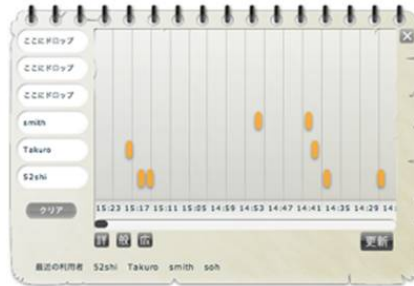 ここにドロップ
ここにドロップ
ここにドロップ
smith
Takuro
52shi
クリア
15:23 15:17 15:11 15:05 14:59 14:53 14:47 14:41 14:35 14:29
詳 般 広
更新
最近の利用者 52shi Takuro smith soh